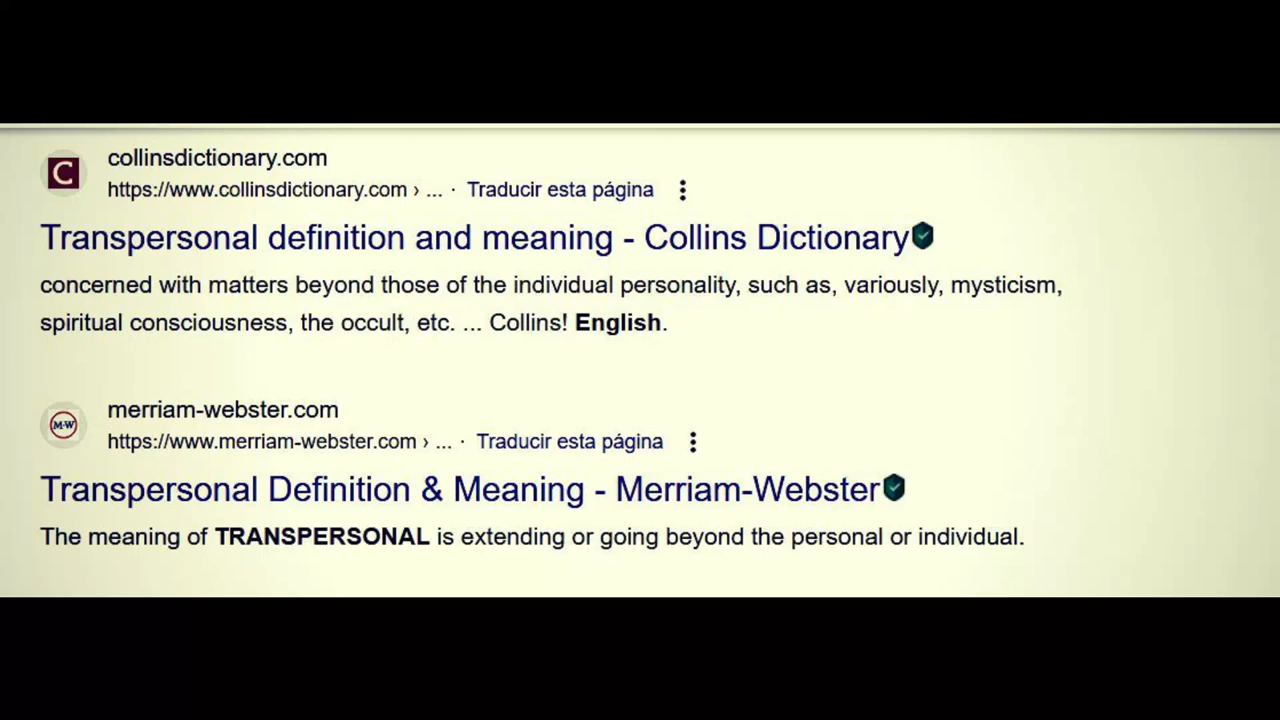 C
collinsdictionary.com
https://www.collinsdictionary.com › ... · Traducir esta página
Transpersonal definition and meaning - Collins Dictionary
concerned with matters beyond those of the individual personality, such as, variously, mysticism,
spiritual consciousness, the occult, etc. ... Collins! English.
M-W
merriam-webster.com
https://www.merriam-webster.com › ... · Traducir esta página
Transpersonal Definition & Meaning - Merriam-Webster
The meaning of TRANSPERSONAL is extending or going beyond the personal or individual.